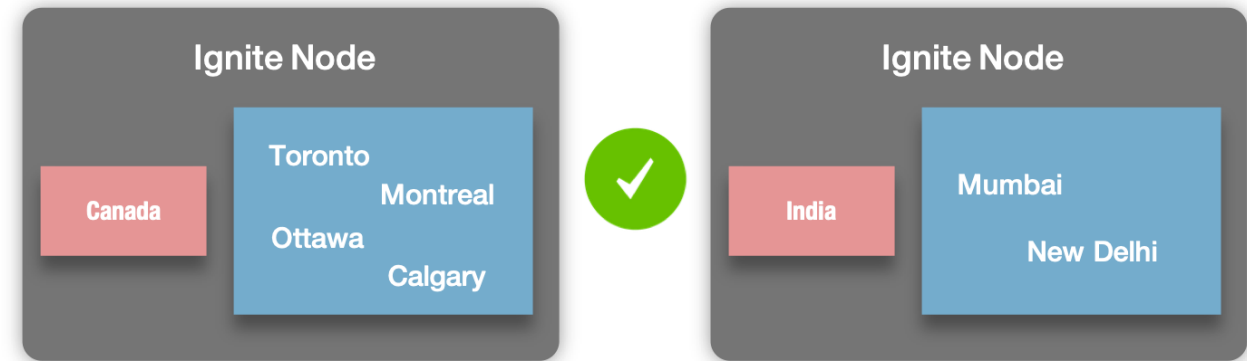 Ignite Node
Canada
Toronto
Montreal
Ottawa
Calgary
Ignite Node
India
Mumbai
New Delhi